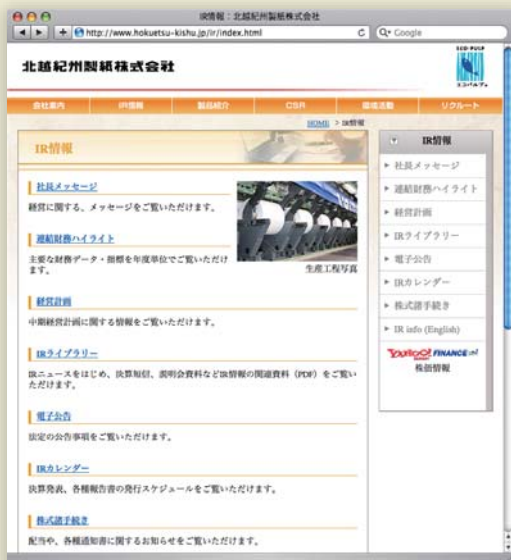 IR情報：北越紀州製紙株式会社
http://www.hokuetsu-kishu.jp/ir/index.html
Google
北越紀州製紙株式会社
ECO-PULP
エコパルプ
会社案内 IR情報 製品紹介 CSR 環境活動 リクルート
HOME > IR情報
IR情報
社長メッセージ
経営に関する、メッセージをご覧いただけます。
連結財務ハイライト
主要な財務データ・指標を年度単位でご覧いただけ
ます。
生産工程写真
経営計画
中期経営計画に関する情報をご覧いただけます。
IRライブラリー
IRニュースをはじめ、決算短信、説明会資料などIR情報の関連資料（PDF）をご覧い
ただけます。
電子公告
法定の公告事項をご覧いただけます。
IRカレンダー
決算発表、各種報告書の発行スケジュールをご覧いただけます。
株式諸手続き
配当や、各種通知書に関するお知らせをご覧いただけます。
IR情報
社長メッセージ
連結財務ハイライト
経営計画
IRライブラリー
電子公告
IRカレンダー
株式諸手続き
IR info (English)
YAHOO! FINANCE
株価情報